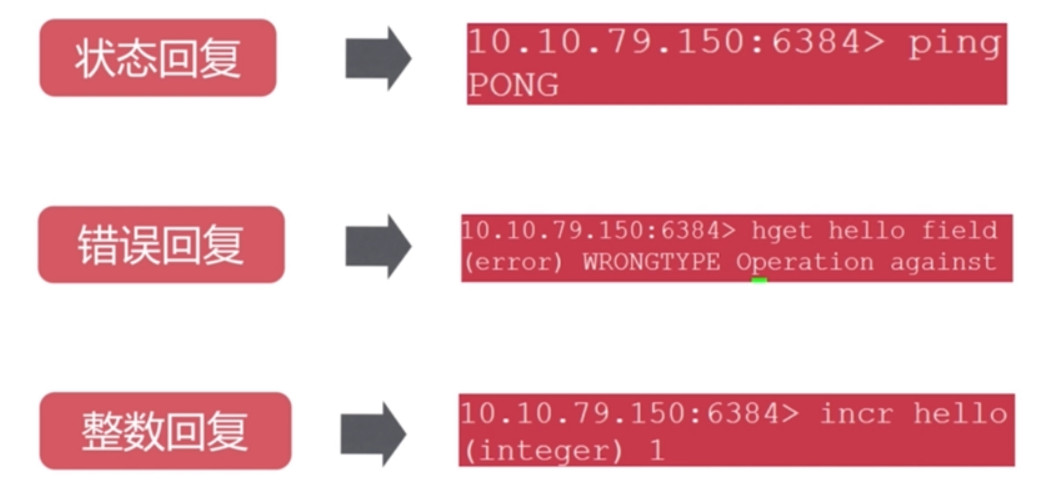 状态回复
10.10.79.150:6384> ping
PONG
错误回复
10.10.79.150:6384> hget hello field
(error) WRONGTYPE Operation against
整数回复
10.10.79.150:6384> incr hello
(integer) 1